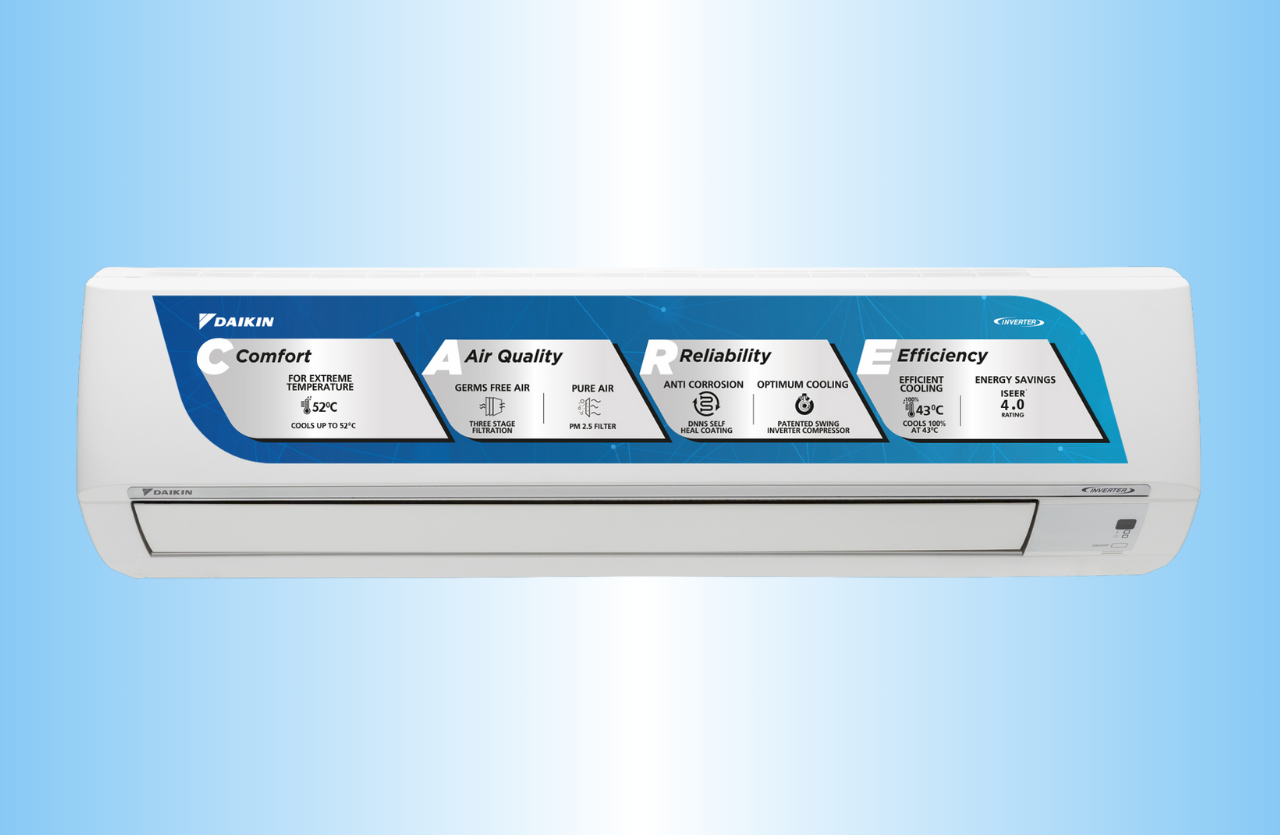 DAIKIN
INVERTER
C Comfort
FOR EXTREME
TEMPERATURE
52⁰C
COOLS UP TO 52°C
A Air Quality
GERMS FREE AIR
THREE STAGE
FILTRATION
PURE AIR
PM 2.5 FILTER
R Reliability
ANTI CORROSION
DNNS SELF
HEAL COATING
OPTIMUM COOLING
PATENTED SWING
INVERTER COMPRESSOR
E Efficiency
EFFICIENT
COOLING
100%
43⁰C
COOLS 100%
AT 43°C
ENERGY SAVINGS
ISEER*
4.0
RATING
DAIKIN
INVERTER